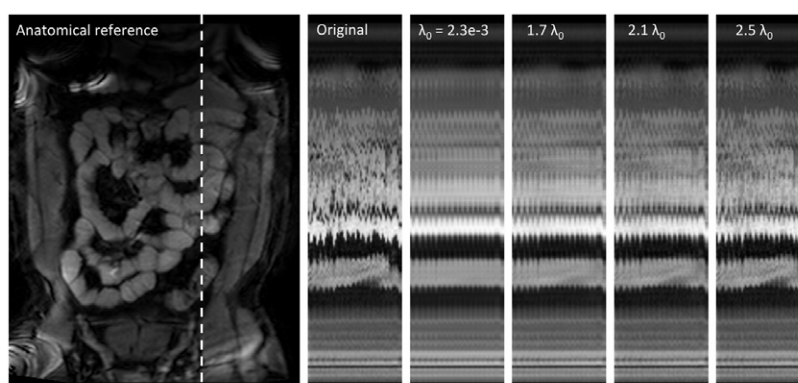 Anatomical reference
Original
λ₀ = 2.3e-3
1.7 λ₀
2.1 λ₀
2.5 λ₀